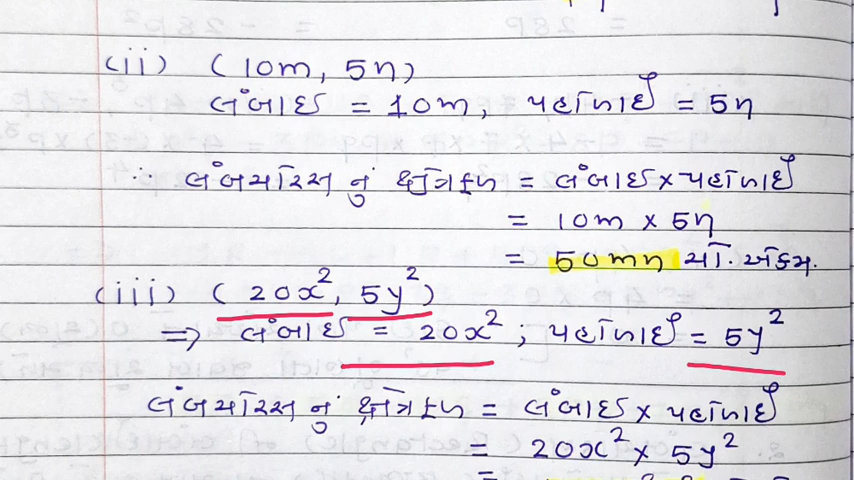 (ii) (10m, 5n)
લંબાઇ = 10m, પહોળાઈ = 5n
∴ લંબચોરસ નું ક્ષેત્રફળ = લંબાઇ × પહોળાઈ
= 10m × 5n
= 50mn ચો. એકમ.
(iii) (20x², 5y²)
⇒ લંબાઇ = 20x² ; પહોળાઈ = 5y²
લંબચોરસ નું ક્ષેત્રફળ = લંબાઇ × પહોળાઈ
= 20x² × 5y²